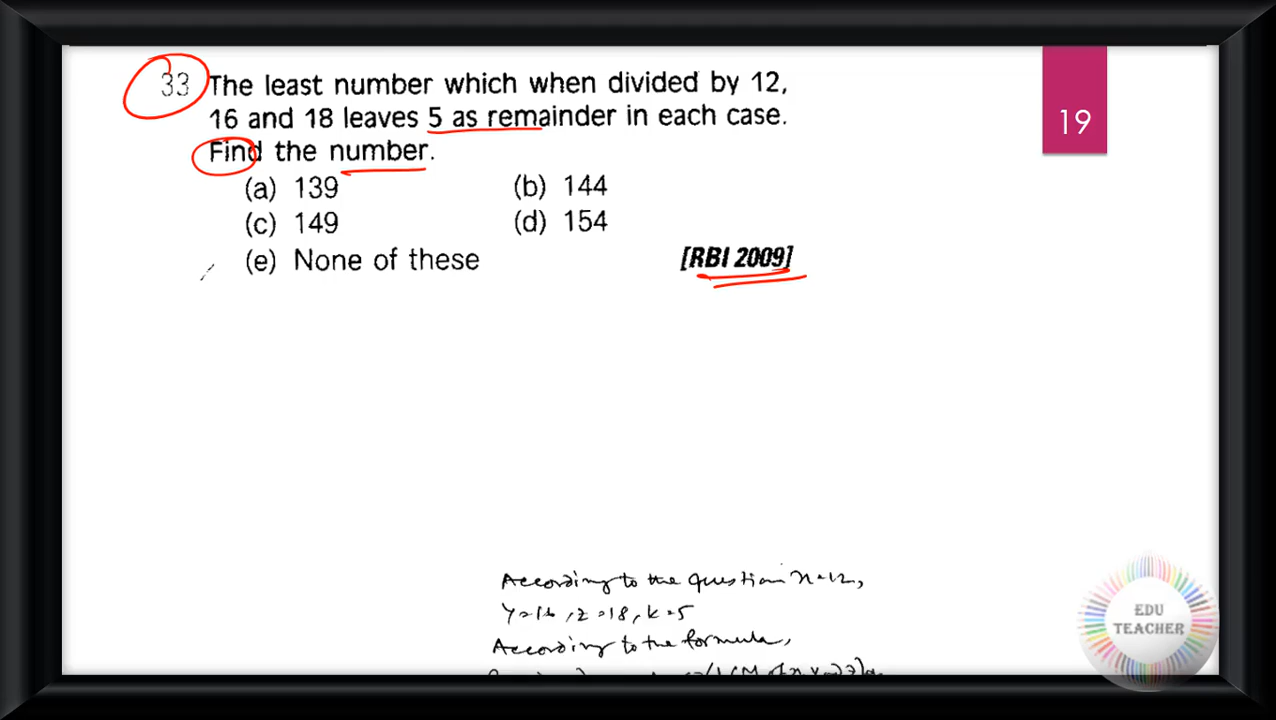 33 The least number which when divided by 12,
16 and 18 leaves 5 as remainder in each case.
Find the number.
(a) 139 (b) 144
(c) 149 (d) 154
(e) None of these [RBI 2009]
19
According to the question x=12,
y=16, z=18, k=5
According to the formula,
EDU
TEACHER